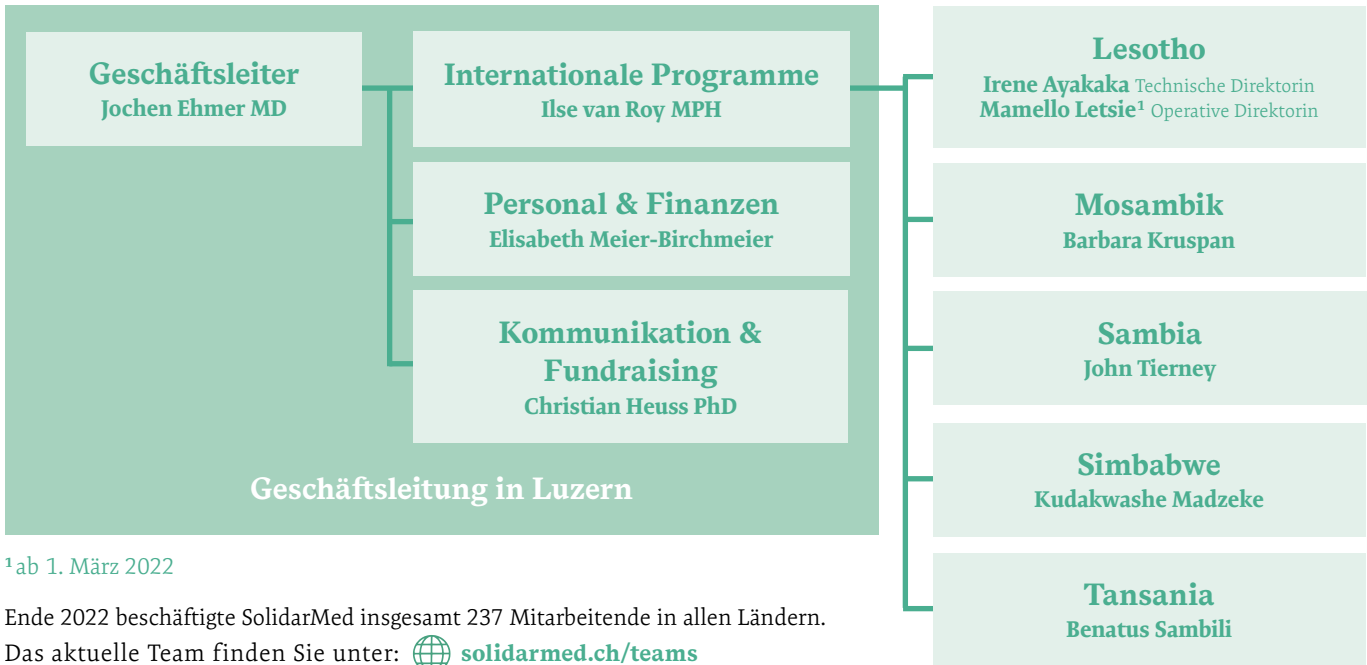 Geschäftsleiter
Jochen Ehmer MD
Internationale Programme
Ilse van Roy MPH
Personal & Finanzen
Elisabeth Meier-Birchmeier
Kommunikation &
Fundraising
Christian Heuss PhD
Geschäftsleitung in Luzern
Lesotho
Irene Ayakaka Technische Direktorin
Mamello Letsie¹ Operative Direktorin
Mosambik
Barbara Kruspan
Sambia
John Tierney
Simbabwe
Kudakwashe Madzeke
Tansania
Benatus Sambili
¹ ab 1. März 2022
Ende 2022 beschäftigte SolidarMed insgesamt 237 Mitarbeitende in allen Ländern.
Das aktuelle Team finden Sie unter: solidarmed.ch/teams